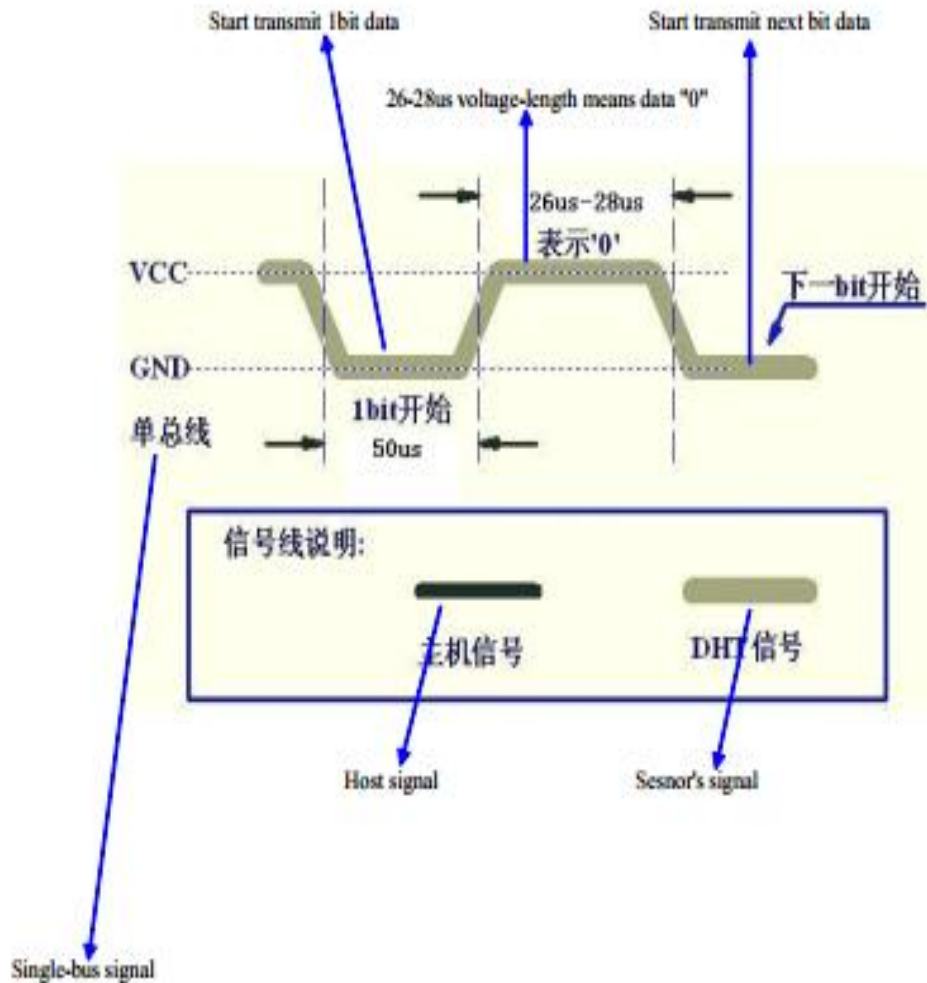 Start transmit 1bit data
Start transmit next bit data
26-28us voltage-length means data "0"
26us-28us
表示'0'
VCC
下一bit开始
GND
1bit开始
单总线
50us
信号线说明:
主机信号
DHT信号
Host signal
Sesnor's signal
Single-bus signal